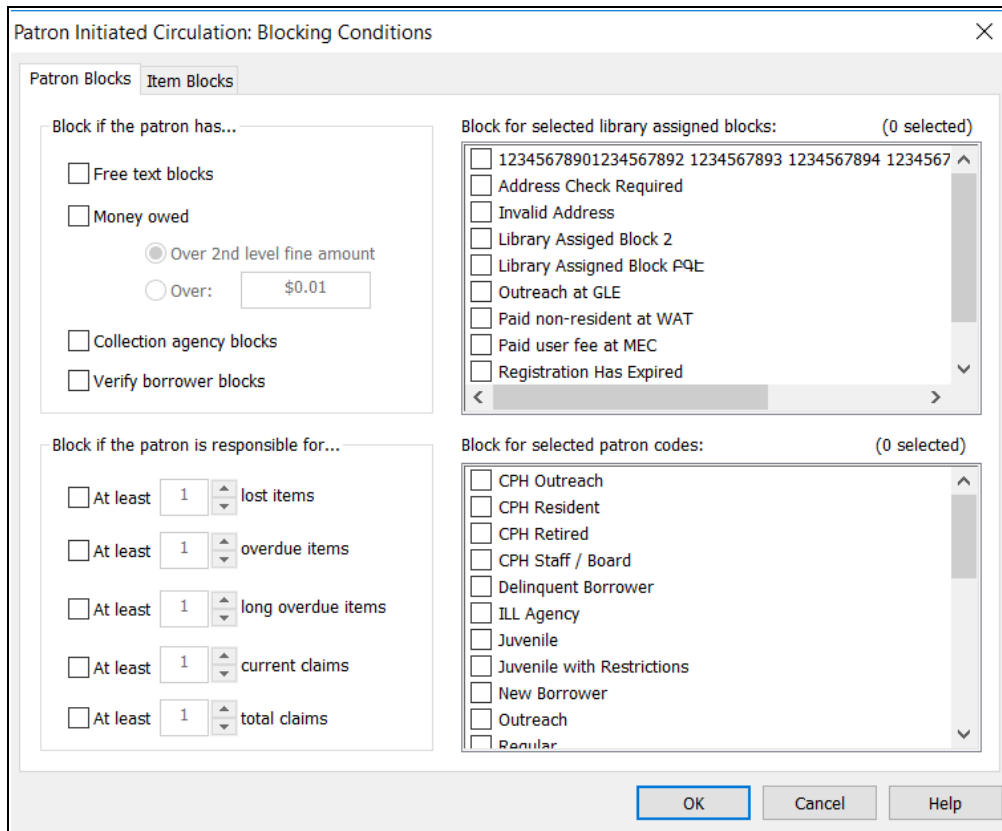 Patron Initiated Circulation: Blocking Conditions
Patron Blocks
Item Blocks
Block if the patron has...
Free text blocks
Money owed
Over 2nd level fine amount
Over: $0.01
Collection agency blocks
Verify borrower blocks
Block for selected library assigned blocks: (0 selected)
12345678901234567892 1234567893 1234567894 1234567
Address Check Required
Invalid Address
Library Assiged Block 2
Library Assigned Block ԲԳԷ
Outreach at GLE
Paid non-resident at WAT
Paid user fee at MEC
Registration Has Expired
Block if the patron is responsible for...
At least 1 lost items
At least 1 overdue items
At least 1 long overdue items
At least 1 current claims
At least 1 total claims
Block for selected patron codes: (0 selected)
CPH Outreach
CPH Resident
CPH Retired
CPH Staff / Board
Delinquent Borrower
ILL Agency
Juvenile
Juvenile with Restrictions
New Borrower
Outreach
Regular
OK
Cancel
Help